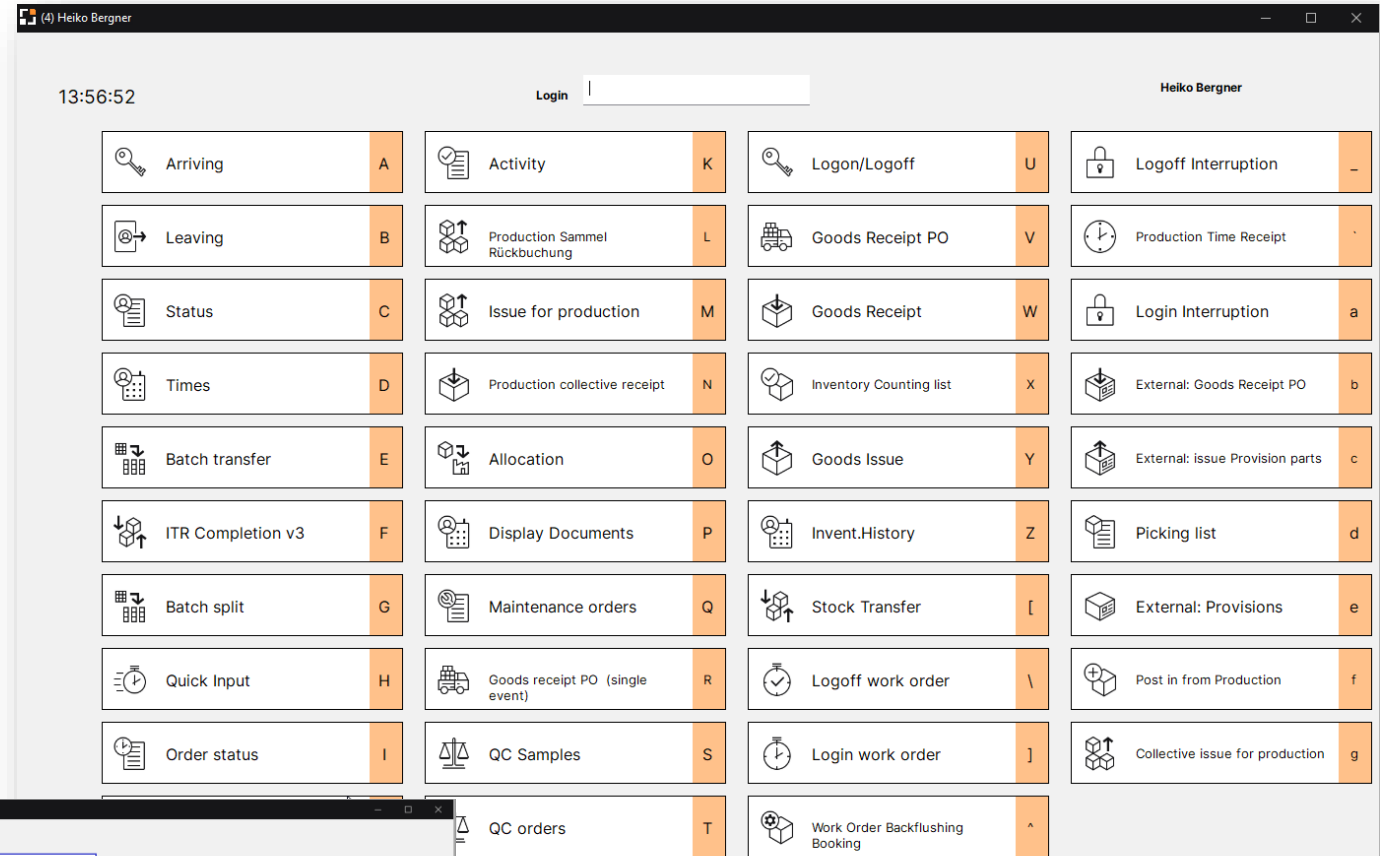 (4) Heiko Bergner
13:56:52
Login
Heiko Bergner
Arriving A
Activity K
Logon/Logoff U
Logoff Interruption _
Leaving B
Production Sammel
Rückbuchung L
Goods Receipt PO V
Production Time Receipt `
Status C
Issue for production M
Goods Receipt W
Login Interruption a
Times D
Production collective receipt N
Inventory Counting list X
External: Goods Receipt PO b
Batch transfer E
Allocation O
Goods Issue Y
External: issue Provision parts c
ITR Completion v3 F
Display Documents P
Invent.History Z
Picking list d
Batch split G
Maintenance orders Q
Stock Transfer [
External: Provisions e
Quick Input H
Goods receipt PO (single
event) R
Logoff work order \
Post in from Production f
Order status I
QC Samples S
Login work order ]
Collective issue for production g
QC orders T
Work Order Backflushing
Booking ^